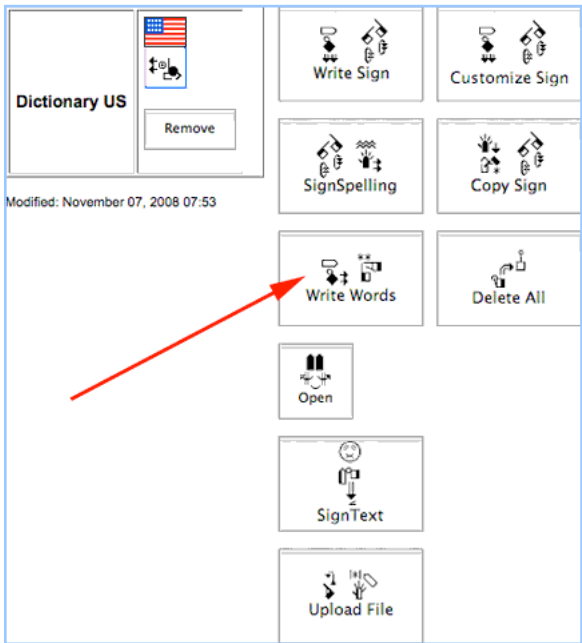 Dictionary US
Remove
Modified: November 07, 2008 07:53
Write Sign
Customize Sign
SignSpelling
Copy Sign
Write Words
Delete All
Open
SignText
Upload File